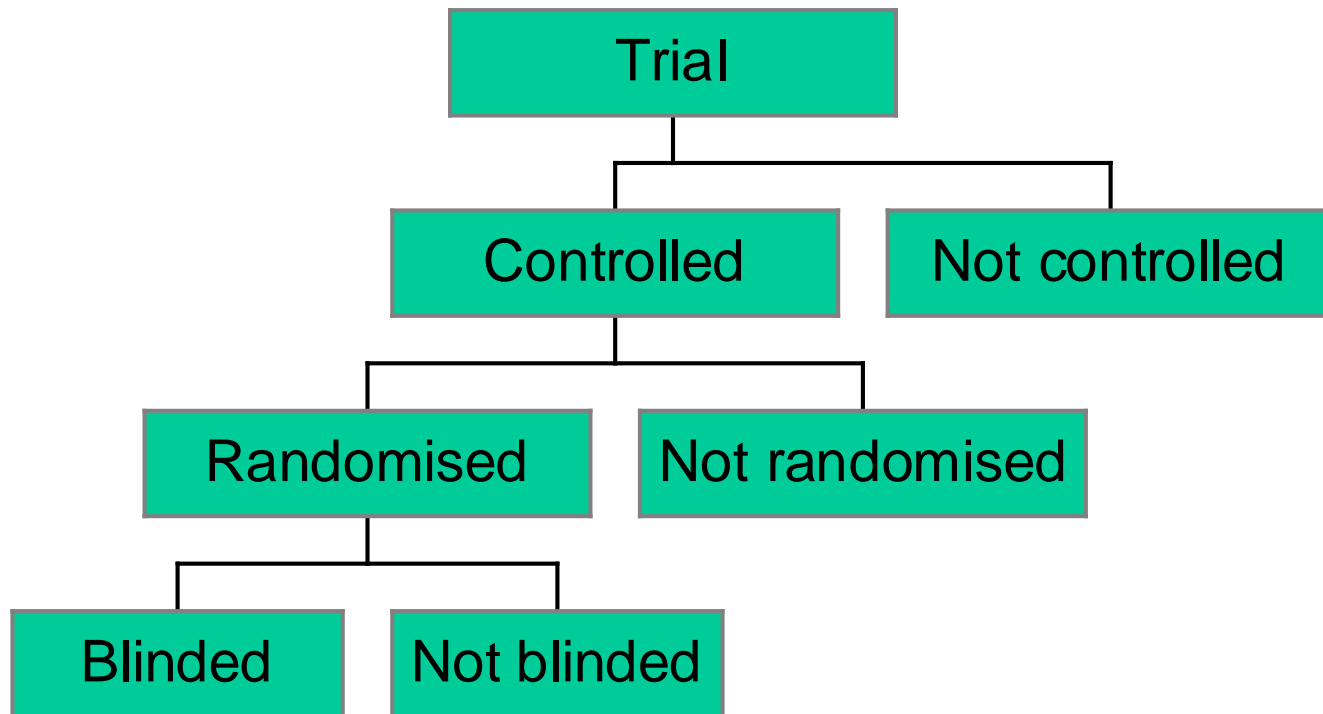 Trial
Controlled
Not controlled
Randomised
Not randomised
Blinded
Not blinded